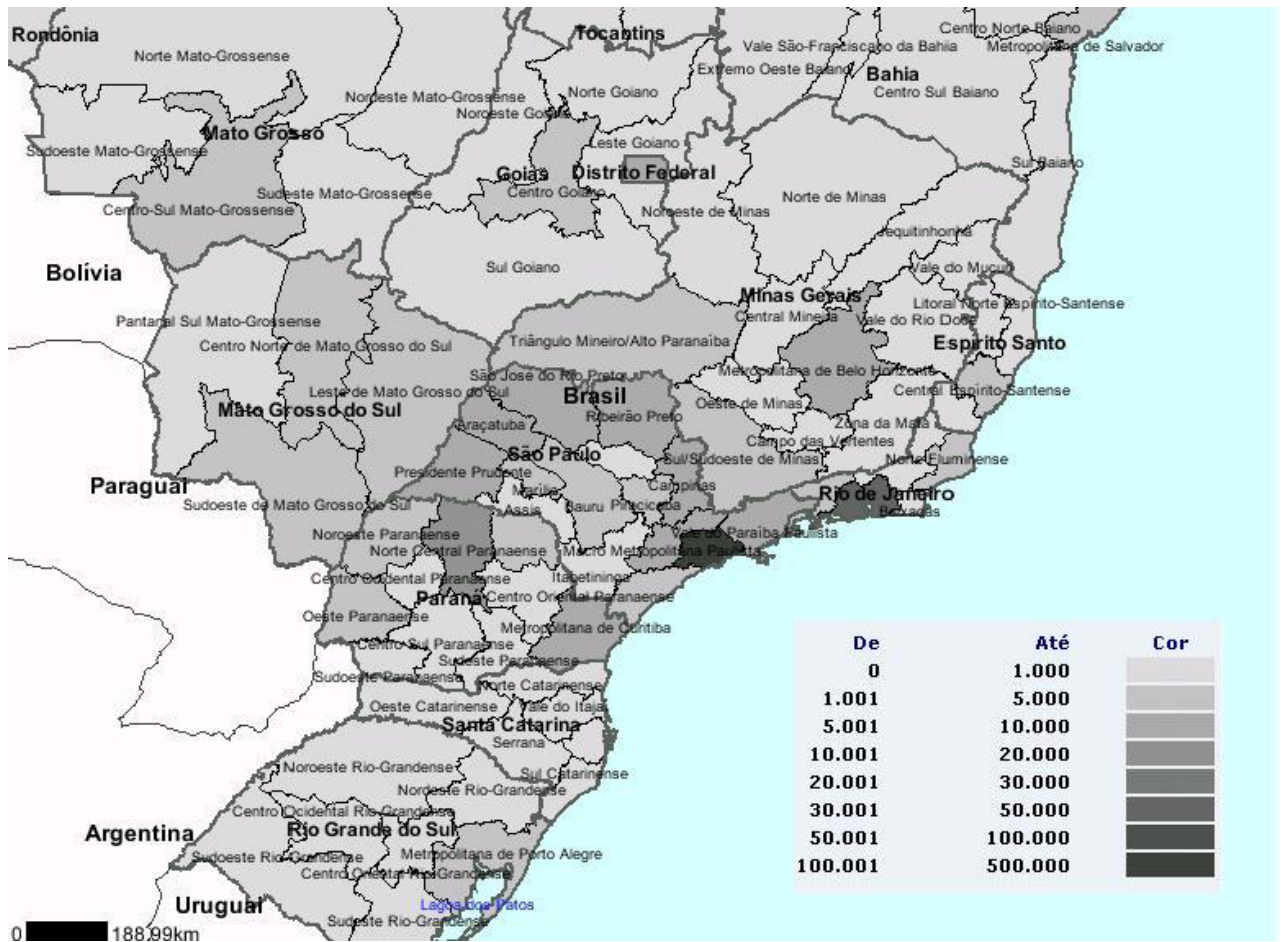 Rondônia
Norte Mato-Grossense
Tocantins
Centro Norte Baiano
Vale São-Franciscano da Bahia
Metropolitana de Salvador
Extremo Oeste Baiano
Bahia
Nordeste Mato-Grossense
Norte Goiano
Centro Sul Baiano
Noroeste Goiano
Mato Grosso
Leste Goiano
Sudoeste Mato-Grossense
Sul Baiano
Goiás
Distrito Federal
Sudeste Mato-Grossense
Centro Goiano
Norte de Minas
Centro-Sul Mato-Grossense
Noroeste de Minas
Jequitinhonha
Bolívia
Sul Goiano
Vale do Mucuri
Minas Gerais
Litoral Norte Espírito-Santense
Pantanal Sul Mato-Grossense
Central Mineira
Vale do Rio Doce
Centro Norte de Mato Grosso do Sul
Triângulo Mineiro/Alto Paranaíba
Espirito Santo
São José do Rio Preto
Metropolitana de Belo Horizonte
Leste de Mato Grosso do Sul
Brasil
Central Espírito-Santense
Mato Grosso do Sul
Ribeirão Preto
Oeste de Minas
Araçatuba
Zona da Mata
Campo das Vertentes
São Paulo
Sul/Sudoeste de Minas
Norte Fluminense
Presidente Prudente
Paraguai
Marília
Campinas
Rio de Janeiro
Sudoeste de Mato Grosso do Sul
Assis
Bauru
Piracicaba
Baixadas
Noroeste Paranaense
Vale do Paraíba Paulista
Norte Central Paranaense
Macro Metropolitana Paulista
Centro Ocidental Paranaense
Itapetininga
Paraná
Centro Oriental Paranaense
Oeste Paranaense
Metropolitana de Curitiba
Centro-Sul Paranaense
Sudeste Paranaense
Sudoeste Paranaense
Norte Catarinense
Oeste Catarinense
Vale do Itajaí
Santa Catarina
Serrana
Noroeste Rio-Grandense
Sul Catarinense
Nordeste Rio-Grandense
Centro Ocidental Rio-Grandense
Argentina
Rio Grande do Sul
Sudoeste Rio-Grandense
Metropolitana de Porto Alegre
Centro Oriental Rio-Grandense
Uruguai
Lagoa dos Patos
Sudeste Rio-Grandense
0 188.99km
De Até Cor
0 1.000
1.001 5.000
5.001 10.000
10.001 20.000
20.001 30.000
30.001 50.000
50.001 100.000
100.001 500.000